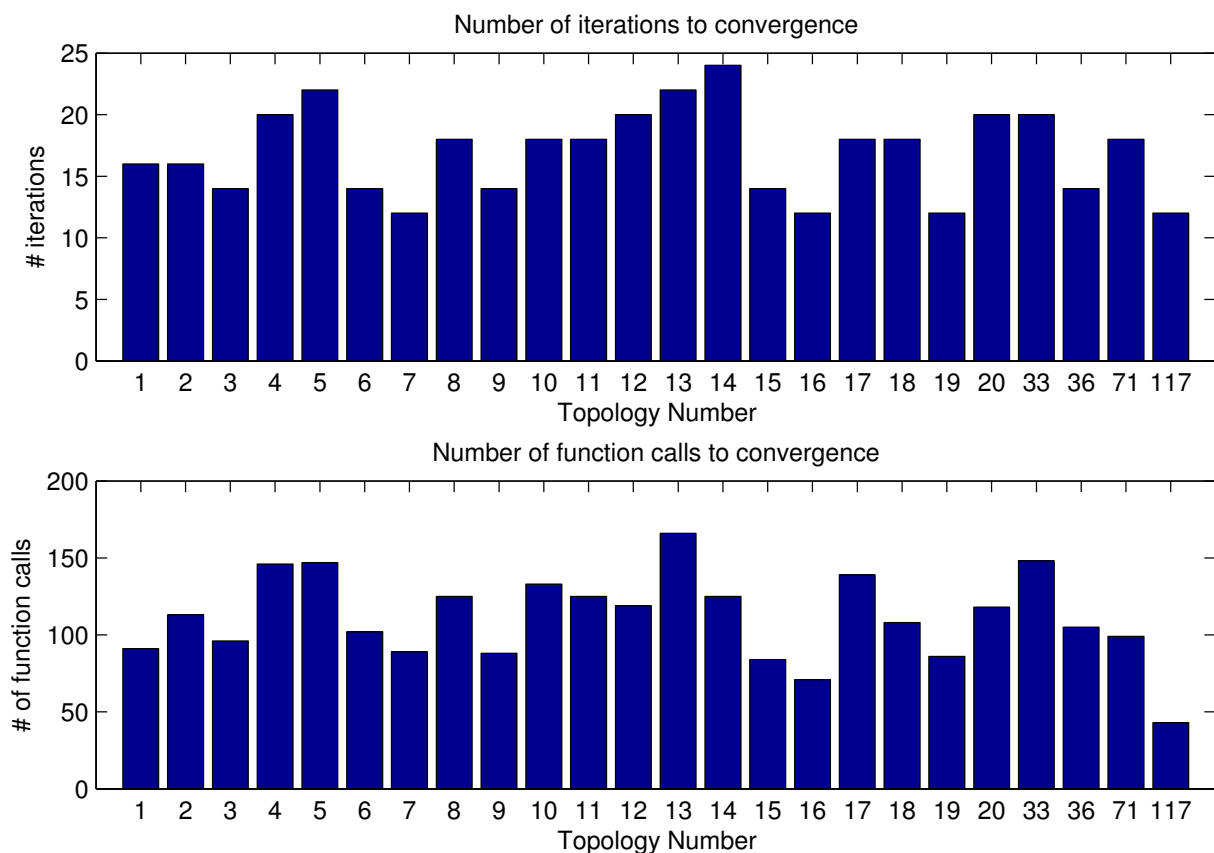 Number of iterations to convergence
25
20
15
10
5
0
# iterations
1 2 3 4 5 6 7 8 9 10 11 12 13 14 15 16 17 18 19 20 33 36 71 117
Topology Number
Number of function calls to convergence
200
150
100
50
0
# of function calls
1 2 3 4 5 6 7 8 9 10 11 12 13 14 15 16 17 18 19 20 33 36 71 117
Topology Number